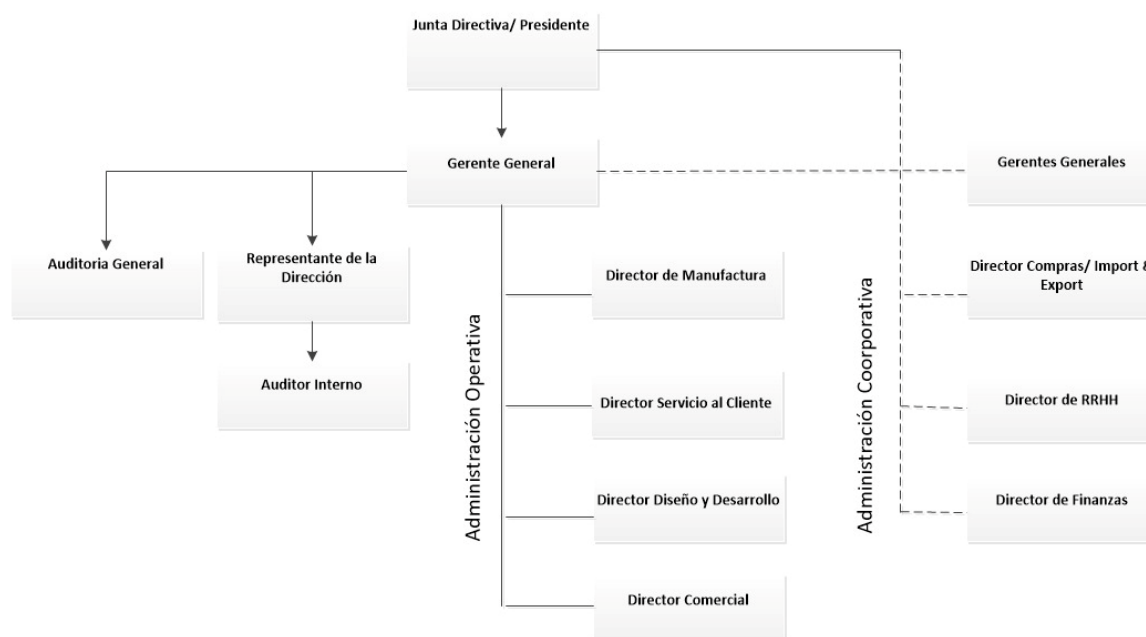 Junta Directiva/ Presidente
Gerente General
Gerentes Generales
Auditoria General
Representante de la
Dirección
Auditor Interno
Administración Operativa
Director de Manufactura
Director Servicio al Cliente
Director Diseño y Desarrollo
Director Comercial
Administración Coorporativa
Director Compras/ Import &
Export
Director de RRHH
Director de Finanzas